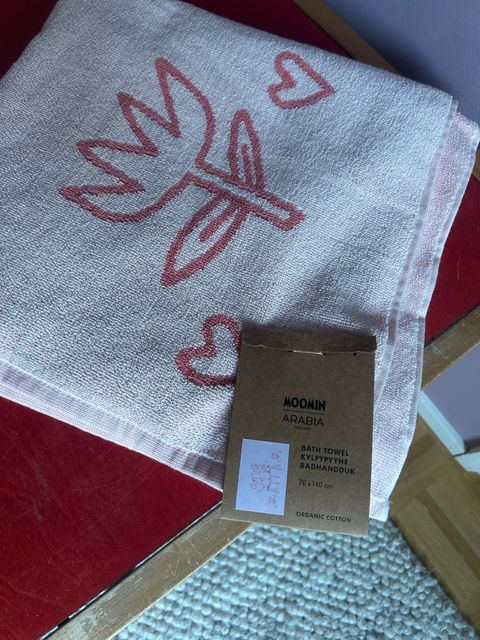 MOOMIN
ARABIA
BATH TOWEL
KYLPYPYYHE
BADHANDDUK
70 x 140 cm
ORGANIC COTTON